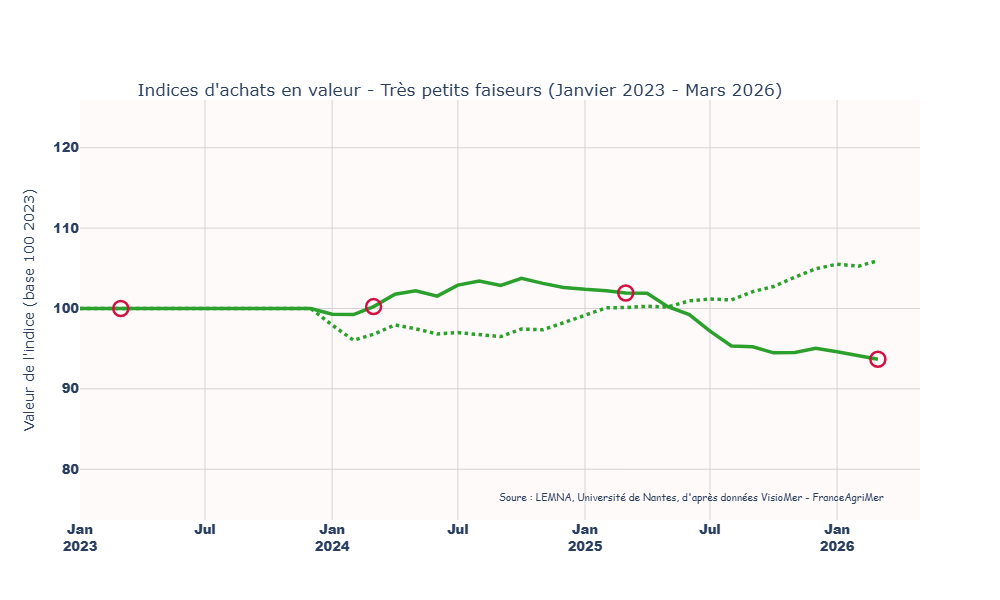 Indices d'achats en valeur - Très petits faiseurs (Janvier 2023 - Mars 2026)
Valeur de l'indice (base 100 2023)
120
110
100
90
80
Soure : LEMNA, Université de Nantes, d'après données VisioMer - FranceAgriMer
Jan Jul Jan Jul Jan Jul Jan
2023 2024 2025 2026